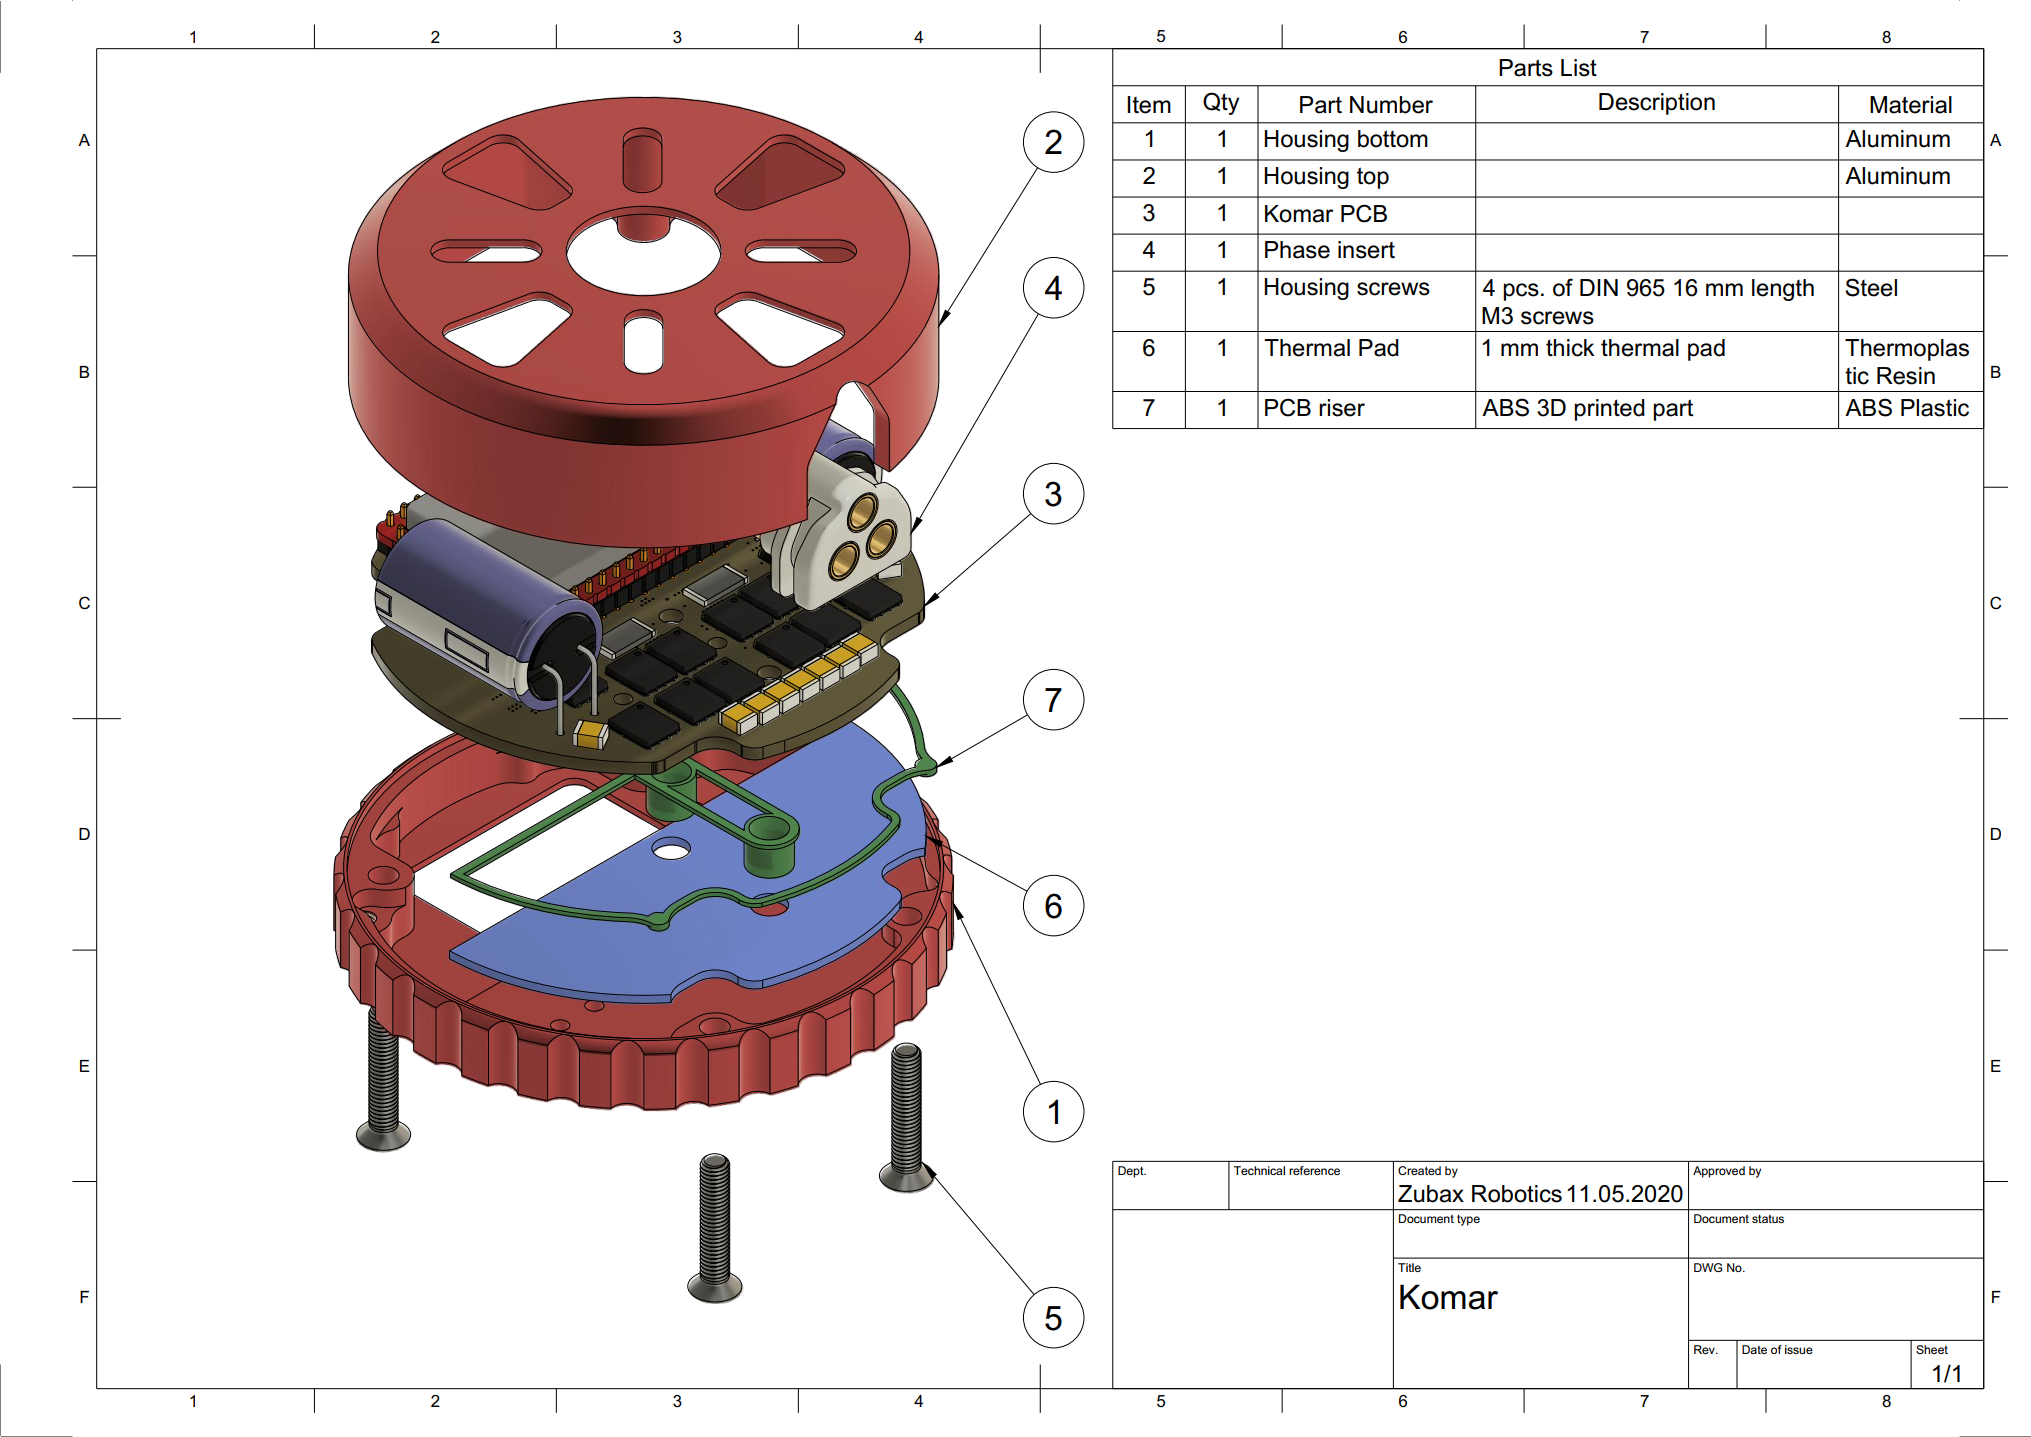 1 2 3 4 5 6 7 8
A
B
C
D
E
F
A
B
C
D
E
F
2
4
3
7
6
1
5
Parts List
Item Qty Part Number Description Material
1 1 Housing bottom Aluminum
2 1 Housing top Aluminum
3 1 Komar PCB
4 1 Phase insert
5 1 Housing screws 4 pcs. of DIN 965 16 mm length Steel
M3 screws
6 1 Thermal Pad 1 mm thick thermal pad Thermoplas
tic Resin
7 1 PCB riser ABS 3D printed part ABS Plastic
Dept. Technical reference Created by Approved by
Zubax Robotics 11.05.2020
Document type Document status
Title DWG No.
Komar
Rev. Date of issue Sheet
1/1
1 2 3 4 5 6 7 8